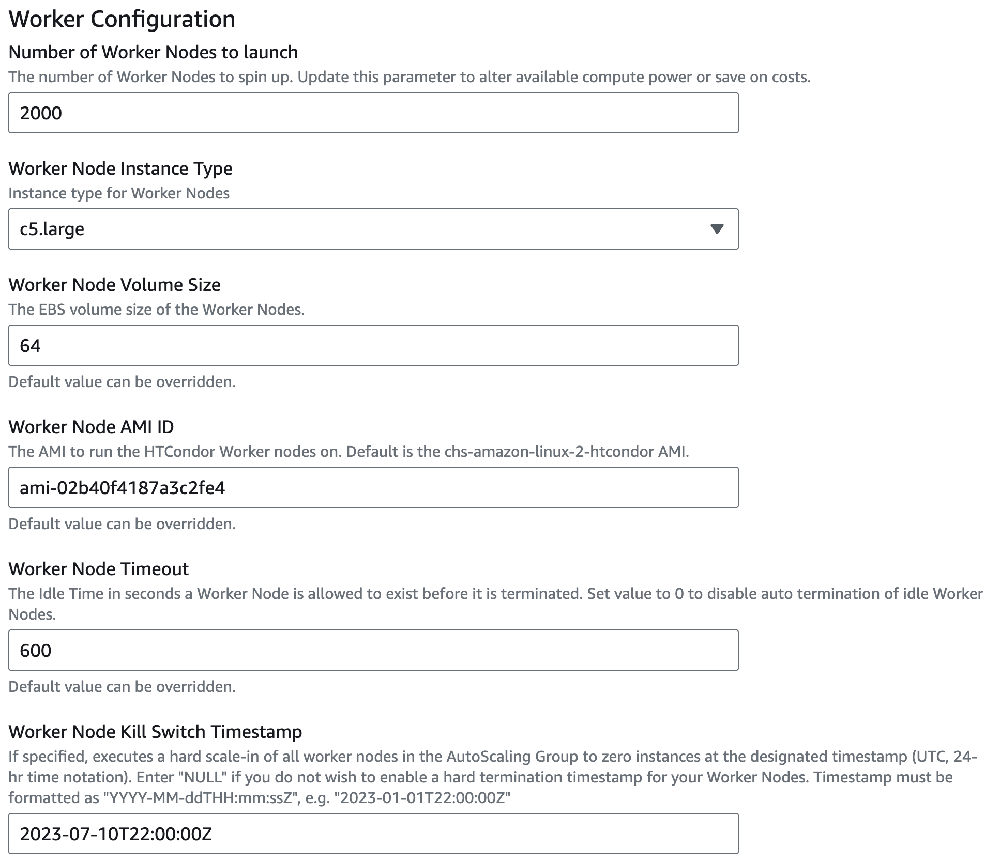 Worker Configuration
Number of Worker Nodes to launch
The number of Worker Nodes to spin up. Update this parameter to alter available compute power or save on costs.
2000
Worker Node Instance Type
Instance type for Worker Nodes
c5.large
Worker Node Volume Size
The EBS volume size of the Worker Nodes.
64
Default value can be overridden.
Worker Node AMI ID
The AMI to run the HTCondor Worker nodes on. Default is the chs-amazon-linux-2-htcondor AMI.
ami-02b40f4187a3c2fe4
Default value can be overridden.
Worker Node Timeout
The Idle Time in seconds a Worker Node is allowed to exist before it is terminated. Set value to 0 to disable auto termination of idle Worker
Nodes.
600
Default value can be overridden.
Worker Node Kill Switch Timestamp
If specified, executes a hard scale-in of all worker nodes in the AutoScaling Group to zero instances at the designated timestamp (UTC, 24-
hr time notation). Enter "NULL" if you do not wish to enable a hard termination timestamp for your Worker Nodes. Timestamp must be
formatted as "YYYY-MM-ddTHH:mm:ssZ", e.g. "2023-01-01T22:00:00Z"
2023-07-10T22:00:00Z